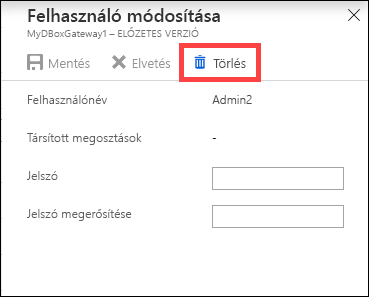 Felhasználó módosítása
MyDBoxGateway1 – ELŐZETES VERZIÓ
Mentés Elvetés Törlés
Felhasználónév Admin2
Társított megosztások -
Jelszó
Jelszó megerősítése